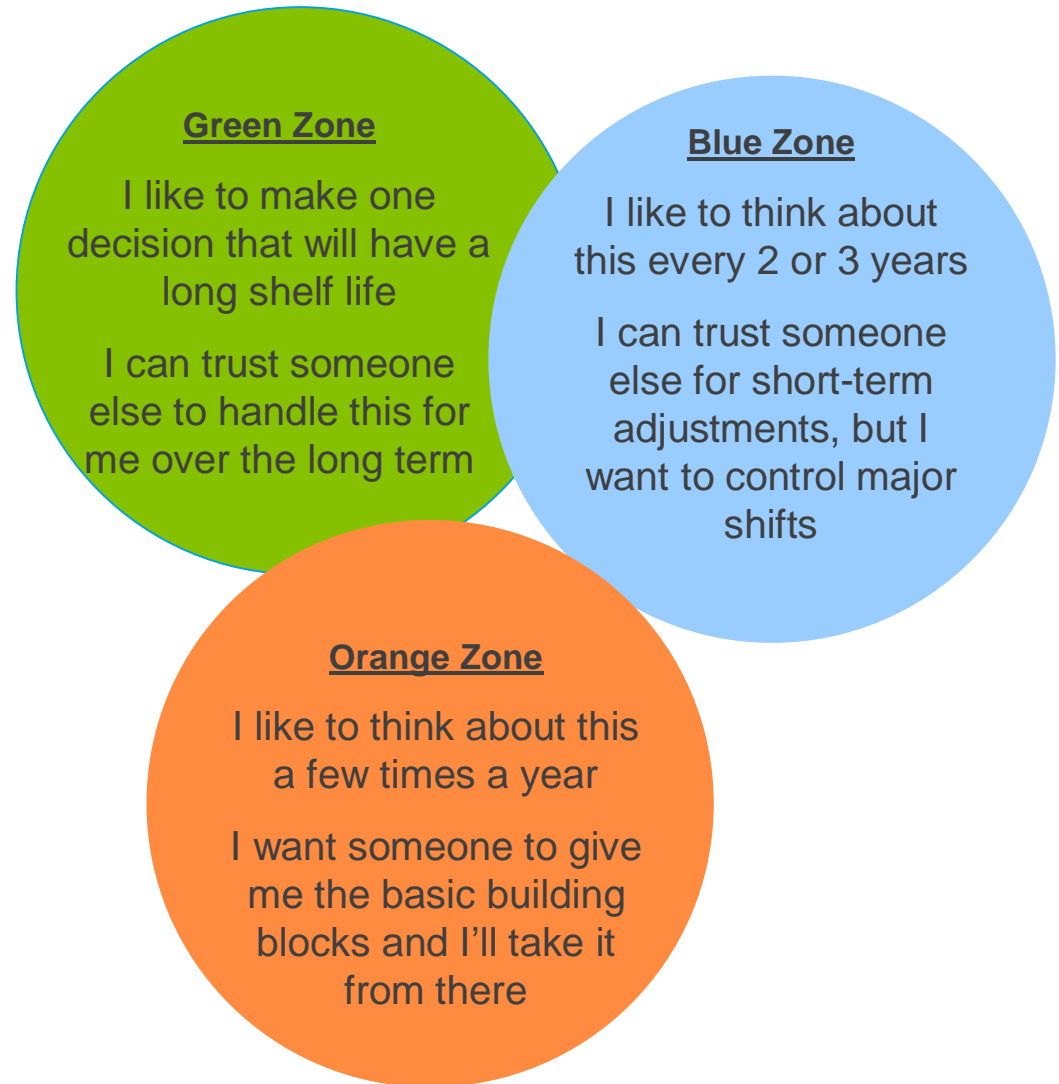 Green Zone
I like to make one
decision that will have a
long shelf life
I can trust someone
else to handle this for
me over the long term
Blue Zone
I like to think about
this every 2 or 3 years
I can trust someone
else for short-term
adjustments, but I
want to control major
shifts
Orange Zone
I like to think about this
a few times a year
I want someone to give
me the basic building
blocks and I’ll take it
from there